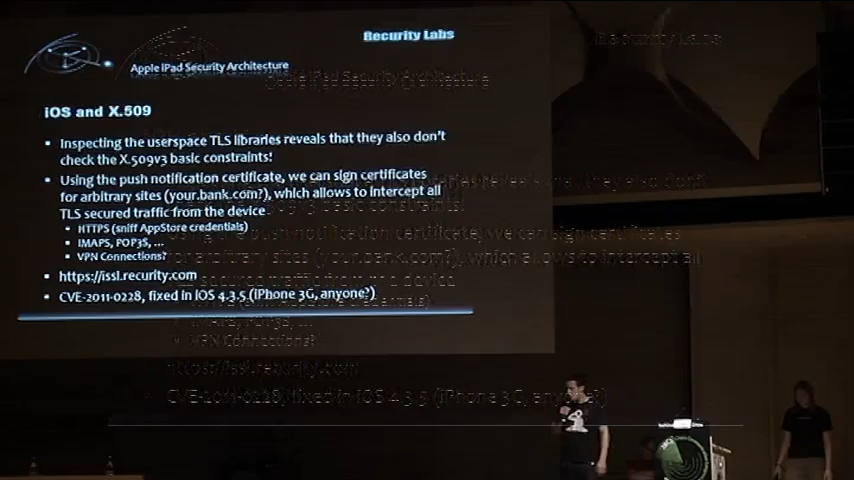 Recurity Labs
Apple iPad Security Architecture
iOS and X.509
▪ Inspecting the userspace TLS libraries reveals that they also don't
check the X.509v3 basic constraints!
▪ Using the push notification certificate, we can sign certificates
for arbitrary sites (your.bank.com?), which allows to intercept all
TLS secured traffic from the device
▪ HTTPS (sniff AppStore credentials)
▪ IMAPS, POP3S, ...
▪ VPN Connections?
▪ https://issl.recurity.com
▪ CVE-2011-0228, fixed in iOS 4.3.5 (iPhone 3G, anyone?)